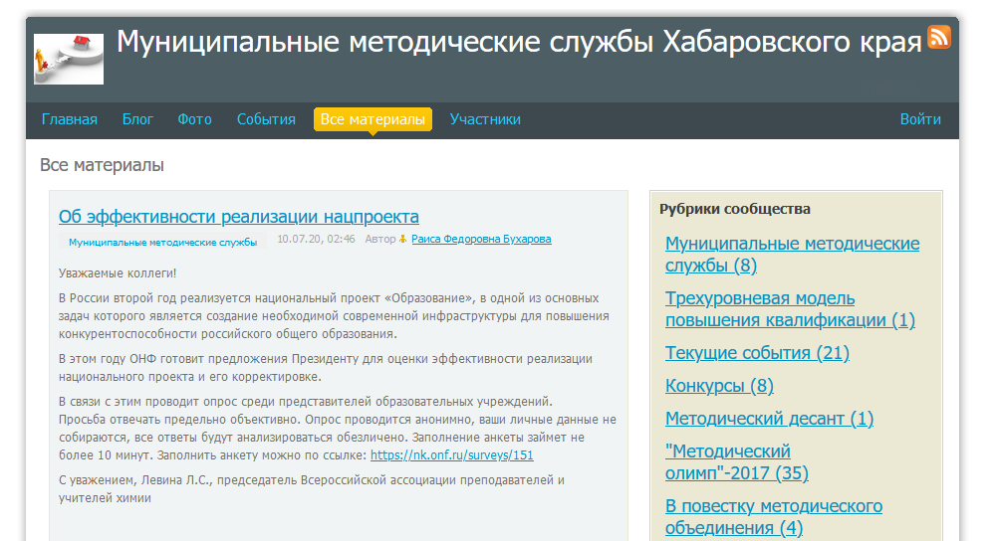 Муниципальные методические службы Хабаровского края
Главная Блог Фото События Все материалы Участники Войти
Все материалы
Об эффективности реализации нацпроекта
Муниципальные методические службы 10.07.20, 02:46 Автор Раиса Федоровна Бухарова
Уважаемые коллеги!
В России второй год реализуется национальный проект «Образование», в одной из основных
задач которого является создание необходимой современной инфраструктуры для повышения
конкурентоспособности российского общего образования.
В этом году ОНФ готовит предложения Президенту для оценки эффективности реализации
национального проекта и его корректировке.
В связи с этим проводит опрос среди представителей образовательных учреждений.
Просьба отвечать предельно объективно. Опрос проводится анонимно, ваши личные данные не
собираются, все ответы будут анализироваться обезличено. Заполнение анкеты займет не
более 10 минут. Заполнить анкету можно по ссылке: https://nk.onf.ru/surveys/151
С уважением, Левина Л.С., председатель Всероссийской ассоциации преподавателей и
учителей химии
Рубрики сообщества
Муниципальные методические
службы (8)
Трехуровневая модель
повышения квалификации (1)
Текущие события (21)
Конкурсы (8)
Методический десант (1)
"Методический
олимп"-2017 (35)
В повестку методического
объединения (4)